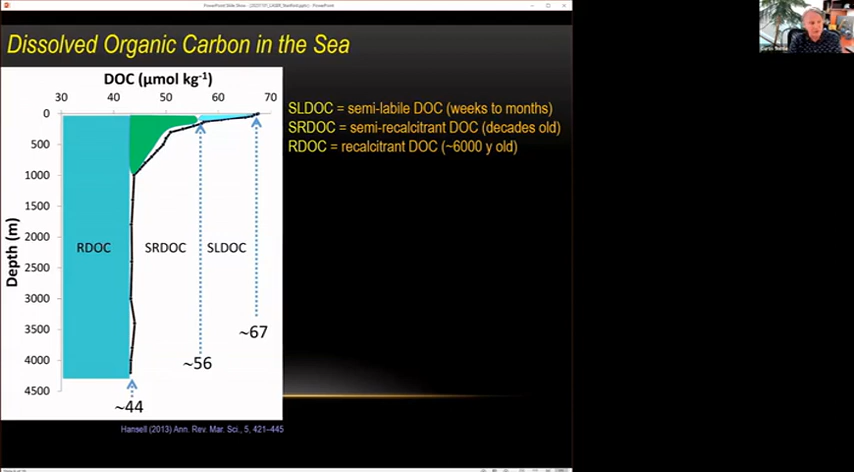 Dissolved Organic Carbon in the Sea
DOC (µmol kg-1)
30 40 50 60 70
SLDOC = semi-labile DOC (weeks to months)
SRDOC = semi-recalcitrant DOC (decades old)
RDOC = recalcitrant DOC (~6000 y old)
Depth (m)
0
500
1000
1500
2000
2500
3000
3500
4000
4500
RDOC SRDOC SLDOC
~67
~56
~44
Hansell (2013) Ann. Rev. Mar. Sci., 5, 421–445